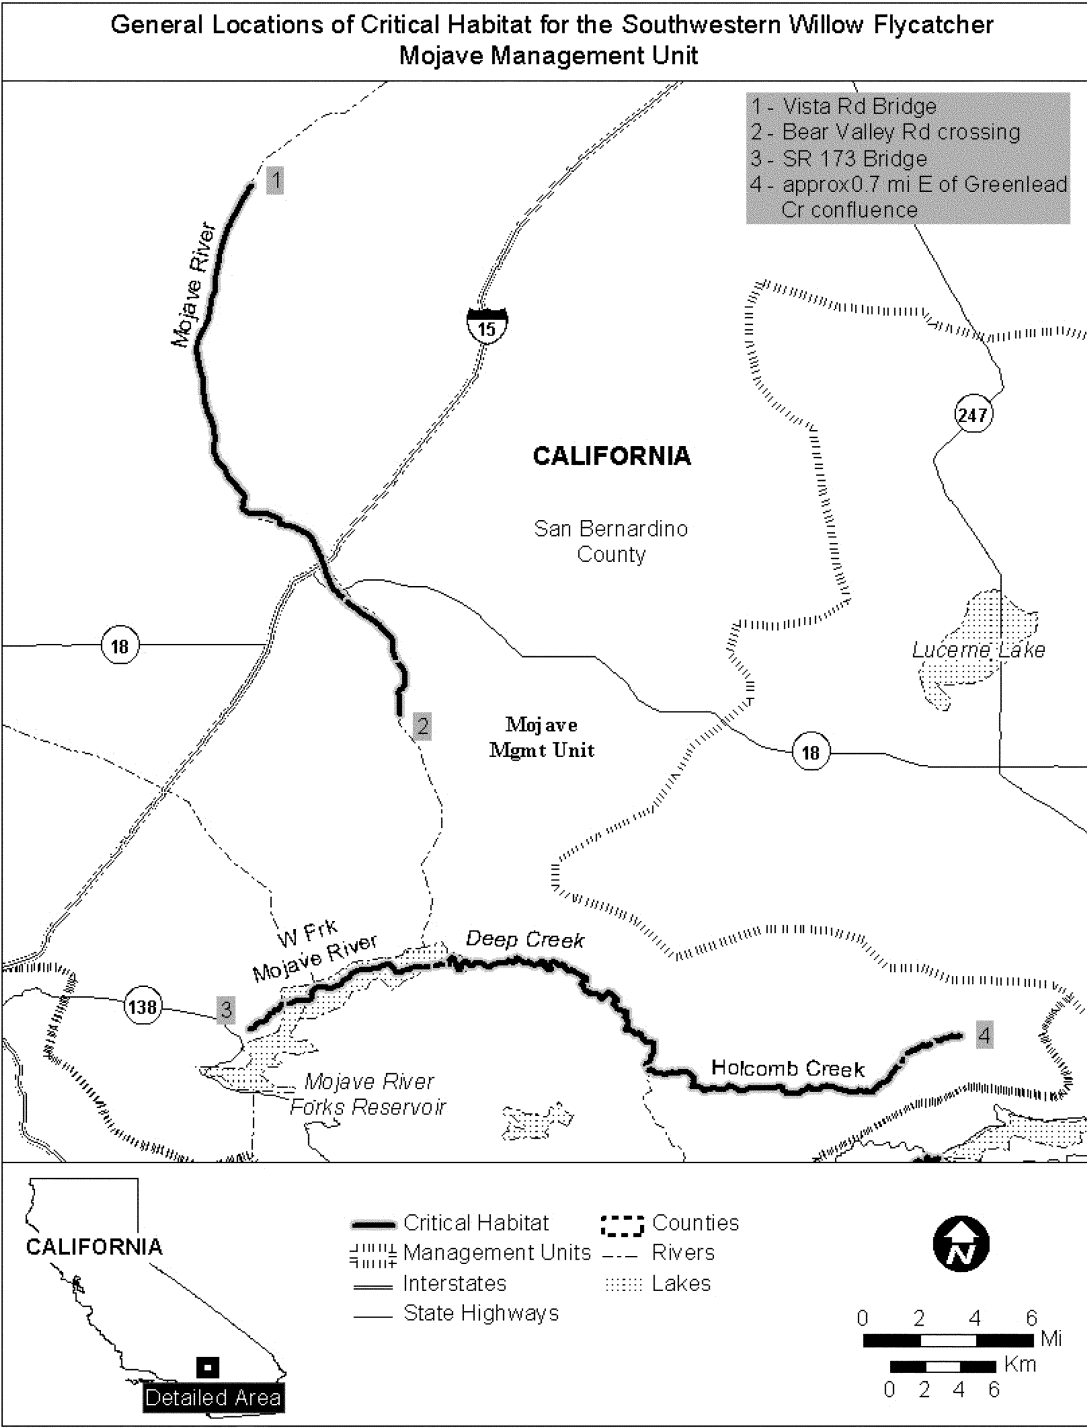 General Locations of Critical Habitat for the Southwestern Willow Flycatcher
Mojave Management Unit
1 - Vista Rd Bridge
2 - Bear Valley Rd crossing
3 - SR 173 Bridge
4 - approx0.7 mi E of Greenlead
Cr confluence
1
Mojave River
15
247
CALIFORNIA
San Bernardino
County
18
Lucerne Lake
2
Mojave
Mgmt Unit
18
W Frk
Mojave River
Deep Creek
138
3
4
Holcomb Creek
Mojave River
Forks Reservoir
CALIFORNIA
Detailed Area
Critical Habitat
Management Units
Interstates
State Highways
Counties
Rivers
Lakes
N
0 2 4 6
Mi
Km
0 2 4 6